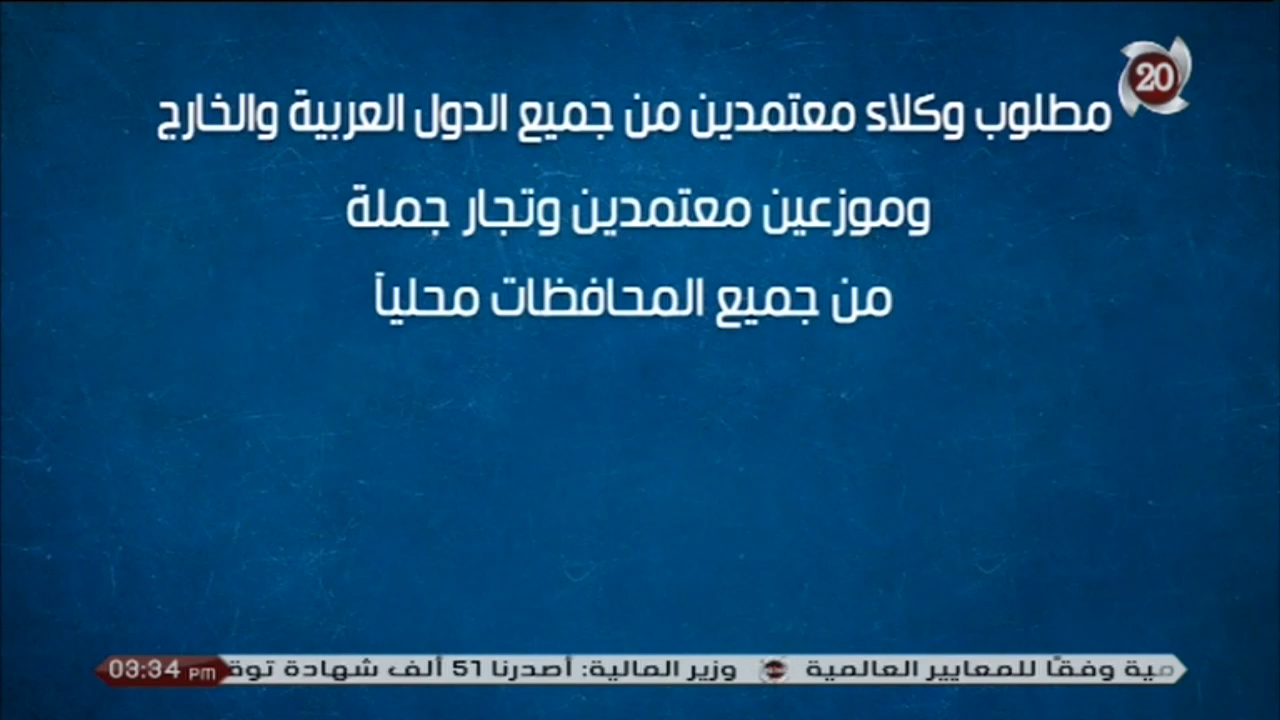 20
مطلوب وكلاء معتمدين من جميع الدول العربية والخارج
وموزعين معتمدين وتجار جملة
من جميع المحافظات محلياً
وفقًا للمعايير العالمية
وزير المالية: أصدرنا 51 ألف شهادة
03:34 PM